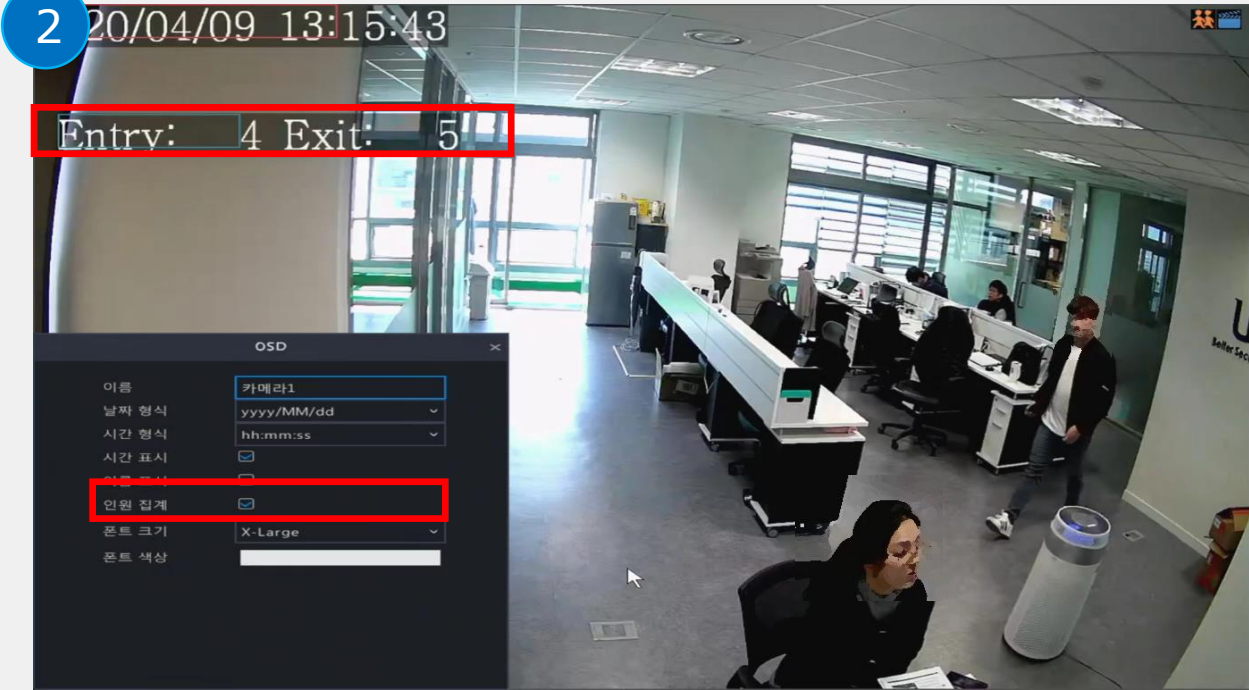 2
20/04/09 13:15:43
Entry: 4 Exit: 5
OSD
이름 카메라1
날짜 형식 yyyy/MM/dd
시간 형식 hh:mm:ss
시간 표시
인원 집계
폰트 크기 X-Large
폰트 색상
U
Better Sec